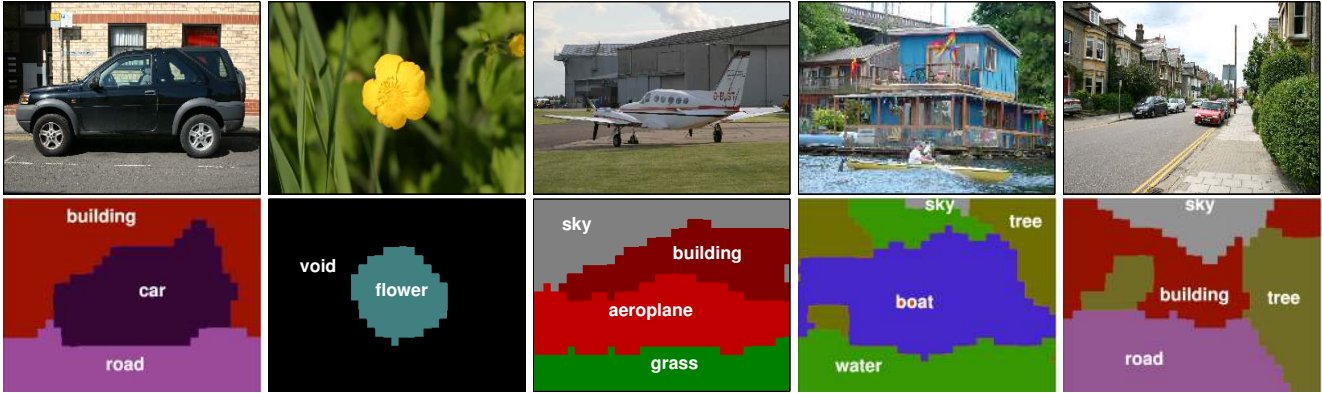 building
car
road
void
flower
sky
building
aeroplane
grass
sky
tree
boat
water
sky
building
tree
road